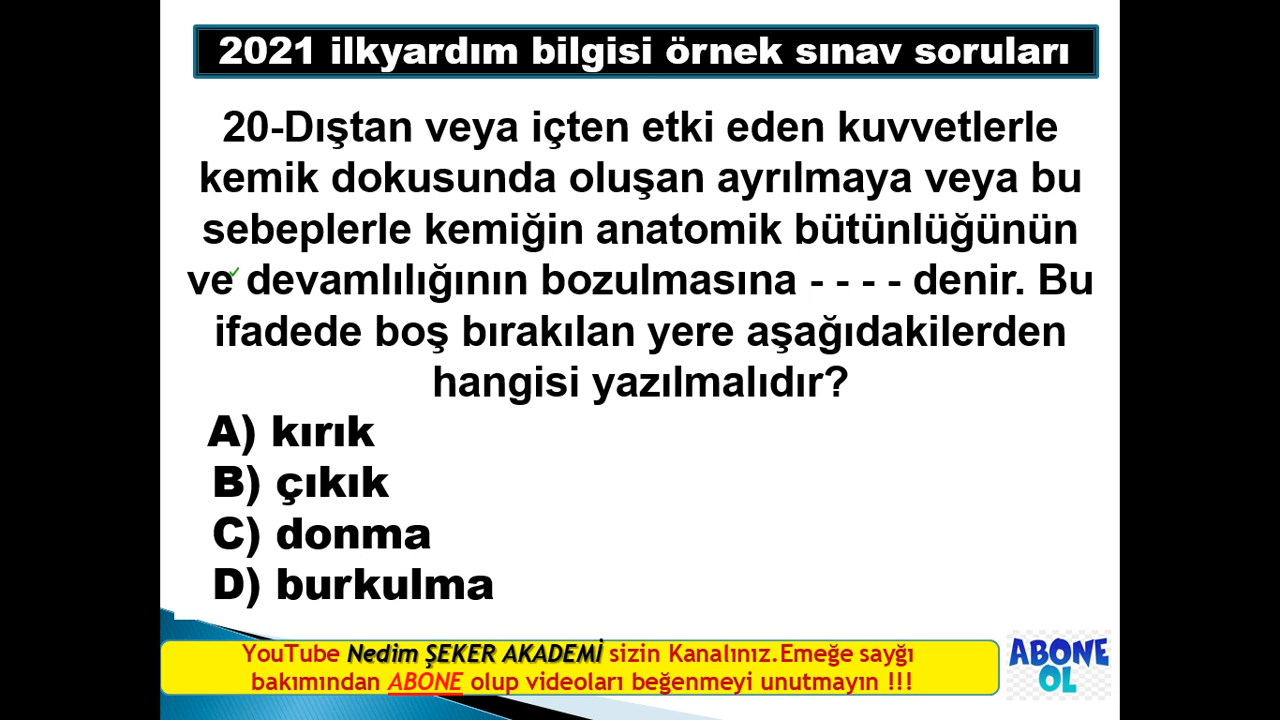 2021 ilkyardım bilgisi örnek sınav soruları
20-Dıştan veya içten etki eden kuvvetlerle
kemik dokusunda oluşan ayrılmaya veya bu
sebeplerle kemiğin anatomik bütünlüğünün
ve devamlılığının bozulmasına - - - - denir. Bu
ifadede boş bırakılan yere aşağıdakilerden
hangisi yazılmalıdır?
A) kırık
B) çıkık
C) donma
D) burkulma
YouTube Nedim ŞEKER AKADEMİ sizin Kanalınız.Emeğe sayğı
bakımından ABONE olup videoları beğenmeyi unutmayın !!!
ABONE
OL